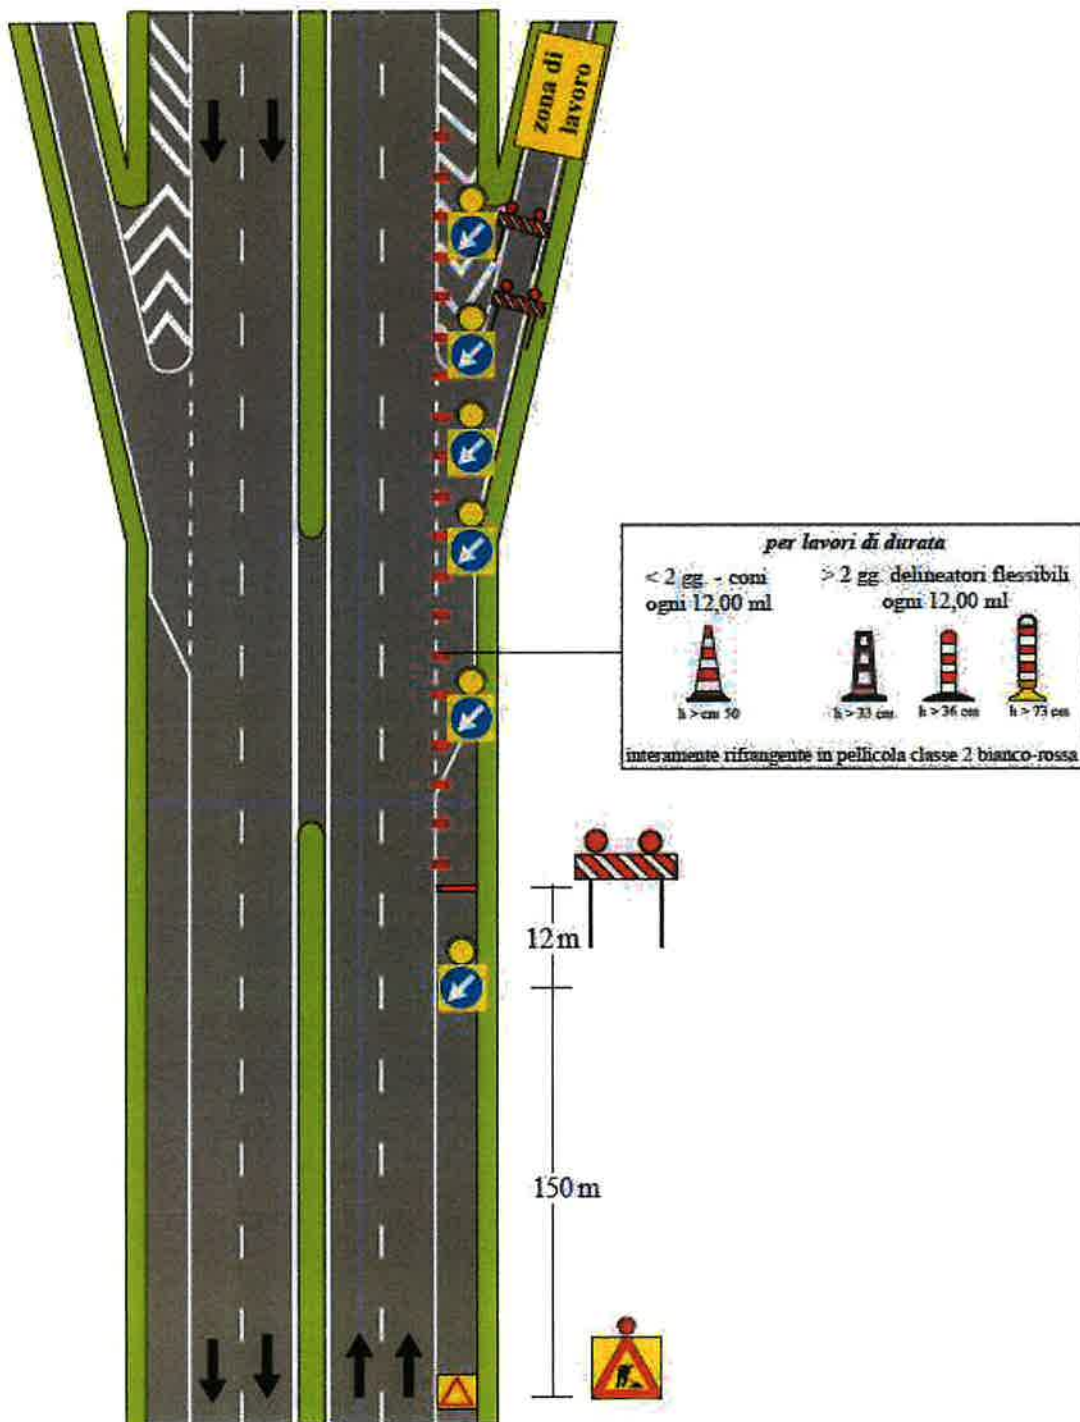 zona di
lavoro
per lavori di durata
< 2 gg. - coni
ogni 12,00 ml
> 2 gg. delineatori flessibili
ogni 12,00 ml
h > cm 50
h > 33 cm
h > 36 cm
h > 73 cm
interamente rifrangente in pellicola classe 2 bianco-rossa
12 m
150 m